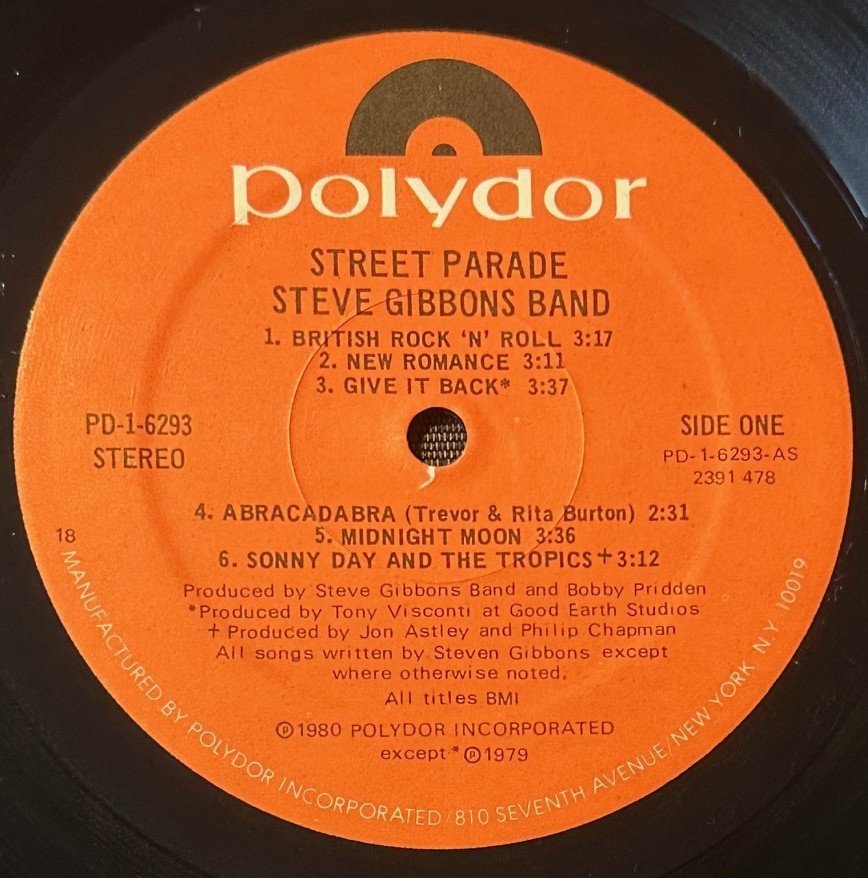 polydor
STREET PARADE
STEVE GIBBONS BAND
1. BRITISH ROCK 'N' ROLL 3:17
2. NEW ROMANCE 3:11
3. GIVE IT BACK* 3:37
PD-1-6293
STEREO
SIDE ONE
PD-1-6293-AS
2391 478
4. ABRACADABRA (Trevor & Rita Burton) 2:31
5. MIDNIGHT MOON 3:36
6. SONNY DAY AND THE TROPICS+3:12
18
Produced by Steve Gibbons Band and Bobby Pridden
*Produced by Tony Visconti at Good Earth Studios
+ Produced by Jon Astley and Philip Chapman
All songs written by Steven Gibbons except
where otherwise noted.
All titles BMI
℗1980 POLYDOR INCORPORATED
except * ℗1979
MANUFACTURED BY POLYDOR INCORPORATED/ 810 SEVENTH AVENUE/NEW YORK, N.Y. 10019